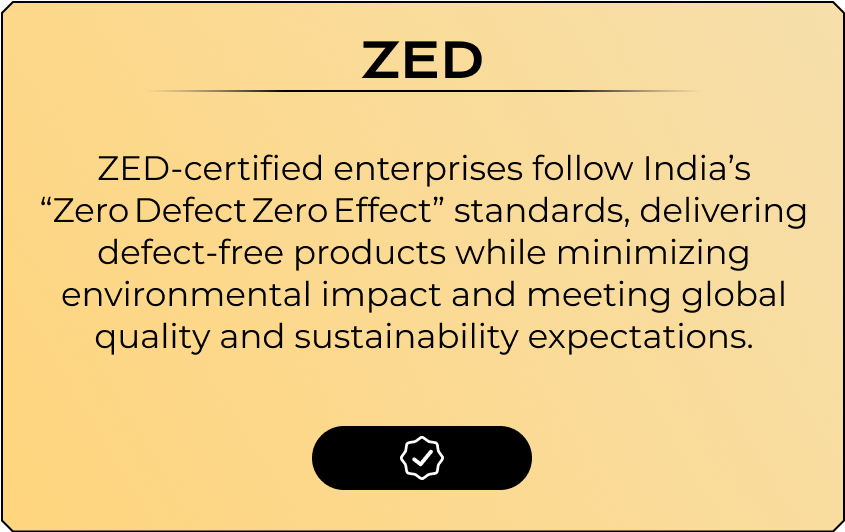 ZED
ZED-certified enterprises follow India’s
“Zero Defect Zero Effect” standards, delivering
defect-free products while minimizing
environmental impact and meeting global
quality and sustainability expectations.